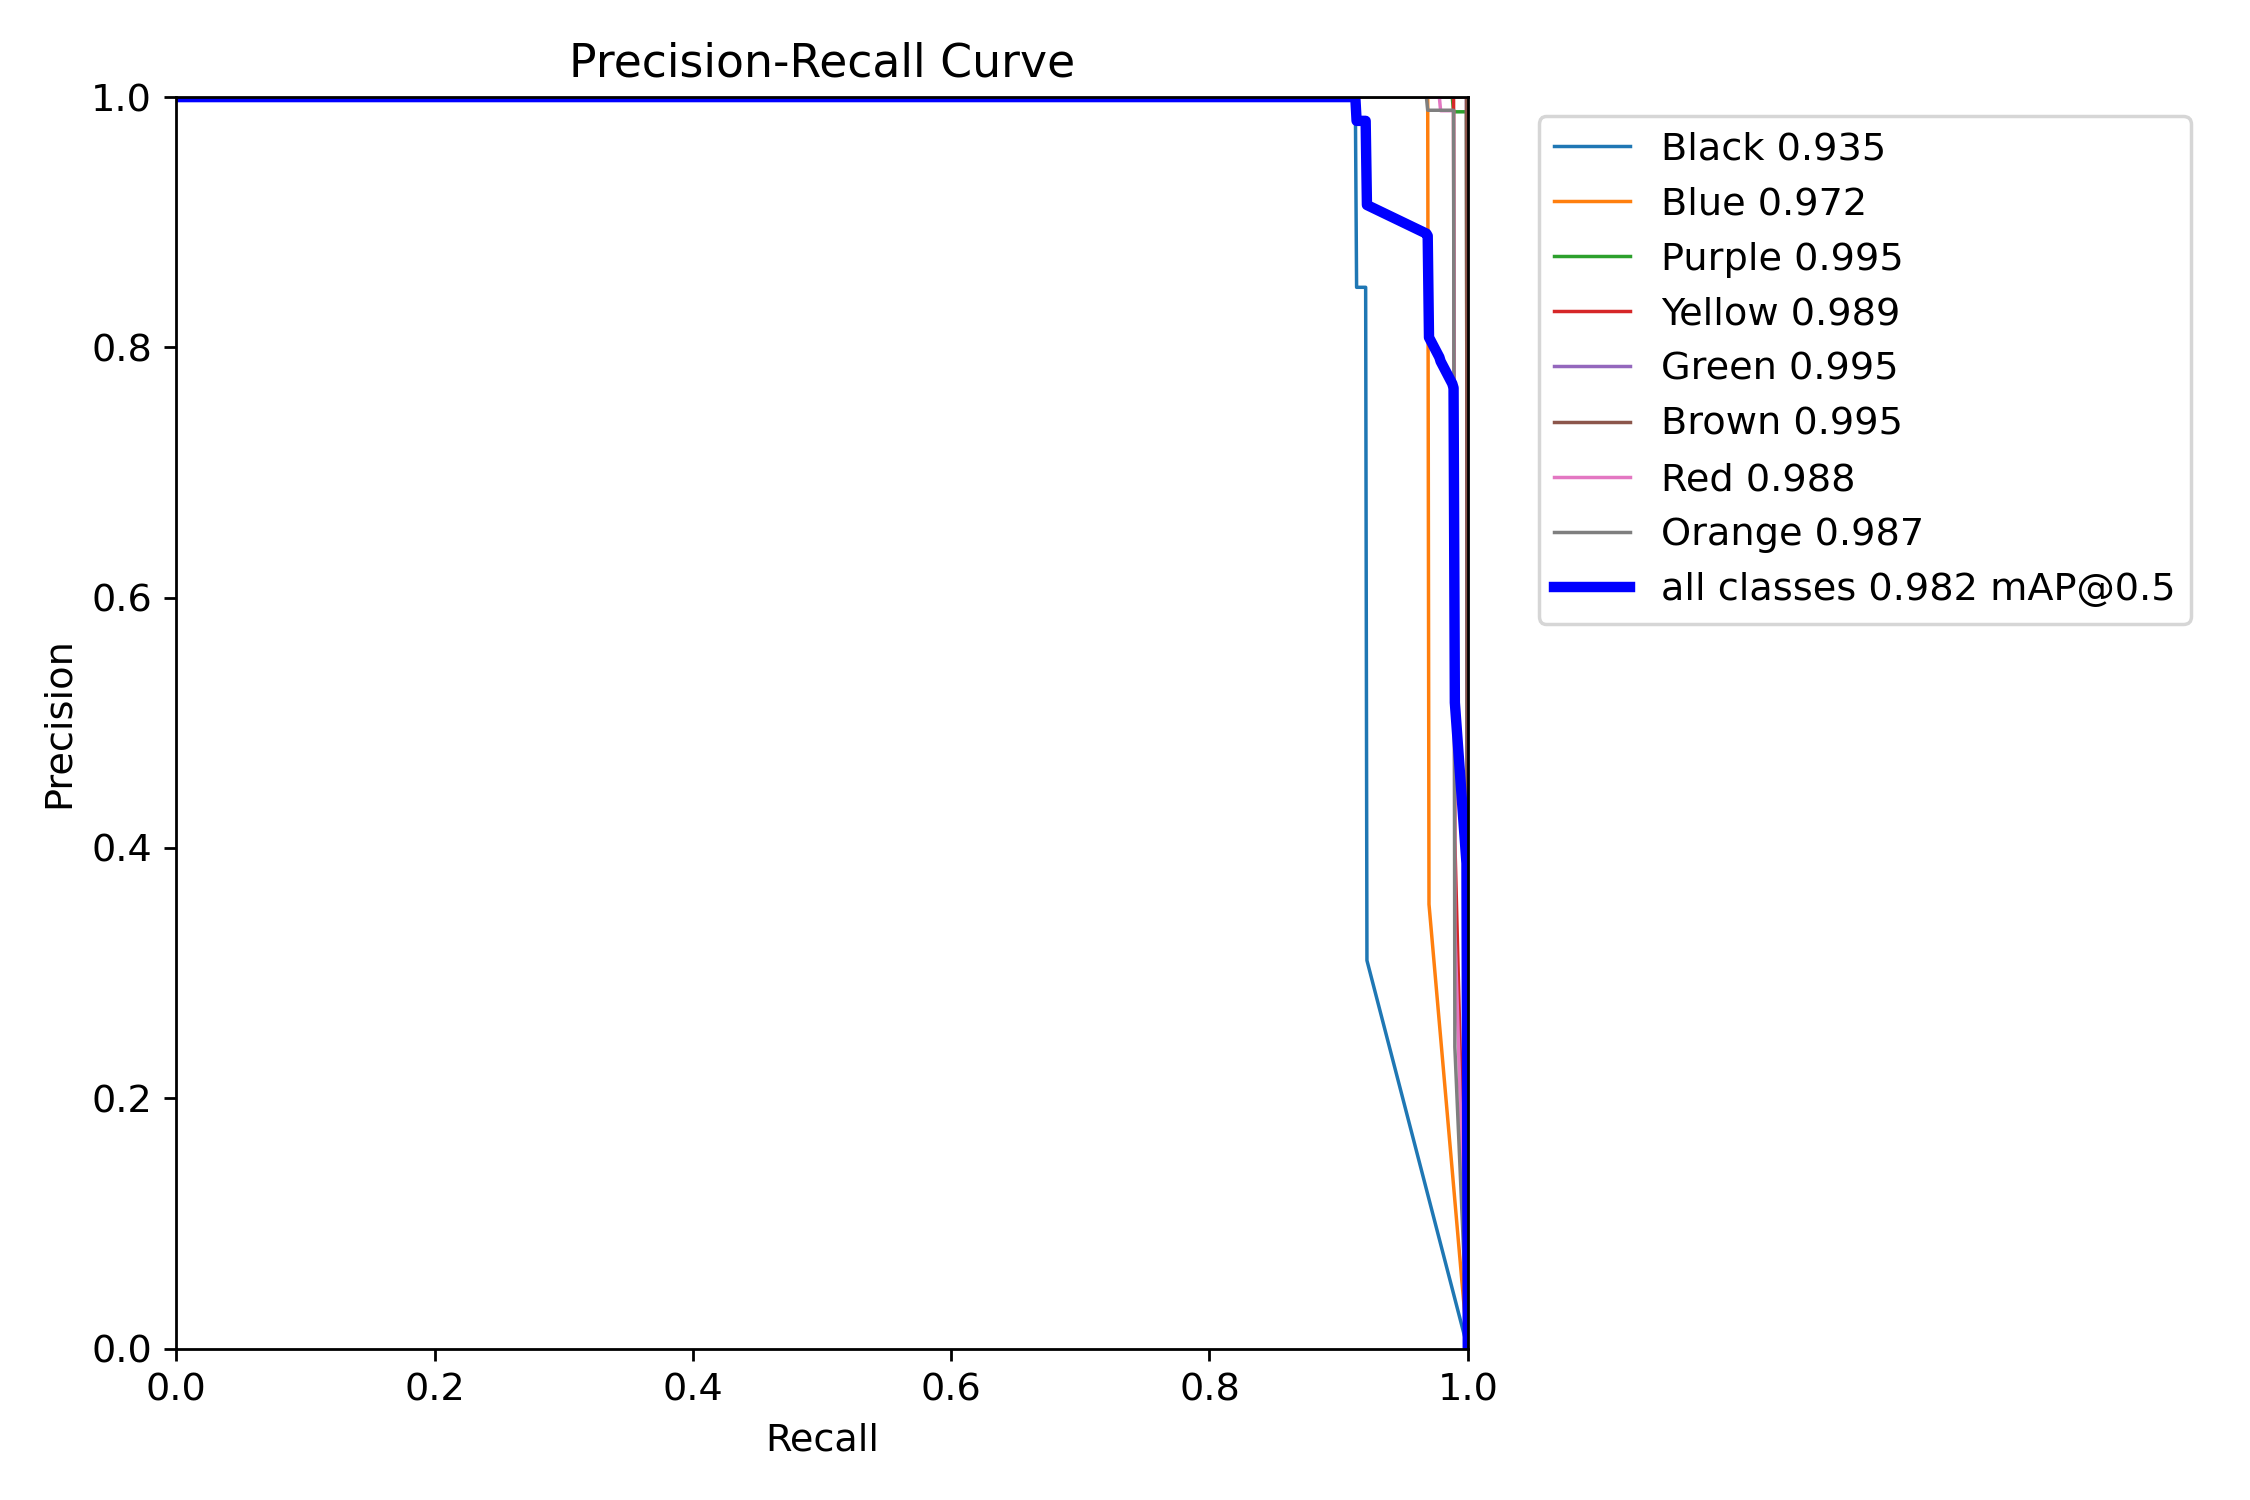 Precision-Recall Curve
1.0
0.8
0.6
0.4
0.2
0.0
Precision
0.0 0.2 0.4 0.6 0.8 1.0
Recall
Black 0.935
Blue 0.972
Purple 0.995
Yellow 0.989
Green 0.995
Brown 0.995
Red 0.988
Orange 0.987
all classes 0.982 mAP@0.5